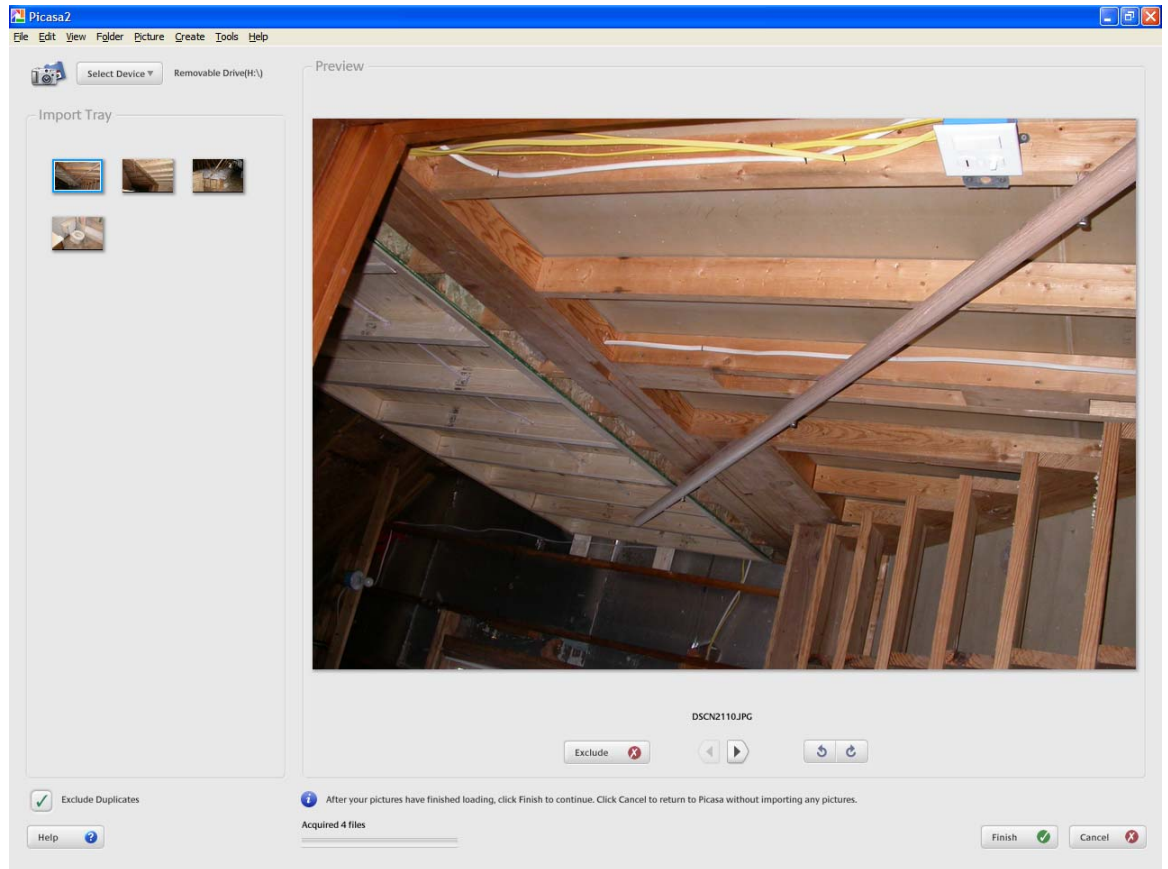 Picasa2
File Edit View Folder Picture Create Tools Help
Select Device Removable Drive(H:\)
Preview
Import Tray
DSCN2110.JPG
Exclude
Exclude Duplicates
After your pictures have finished loading, click Finish to continue. Click Cancel to return to Picasa without importing any pictures.
Acquired 4 files
Help
Finish
Cancel